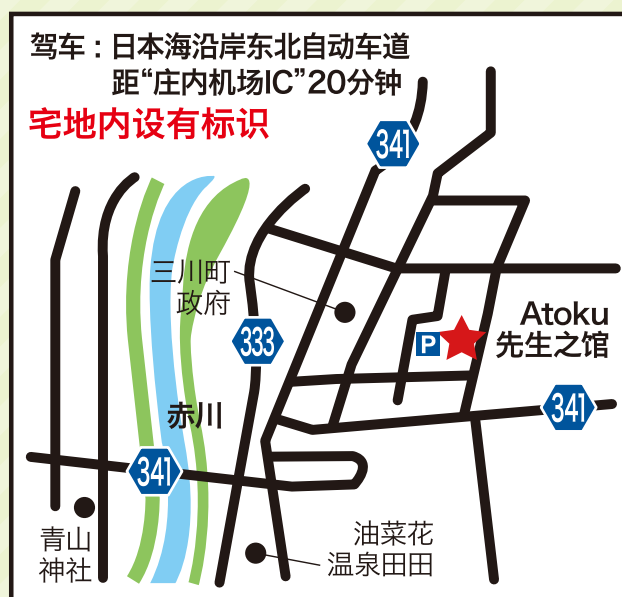 驾车：日本海沿岸东北自动车道
距“庄内机场IC”20分钟
宅地内设有标识
341
三川町
政府
333
Atoku
先生之馆
P
赤川
341
341
青山
神社
油菜花
温泉田田